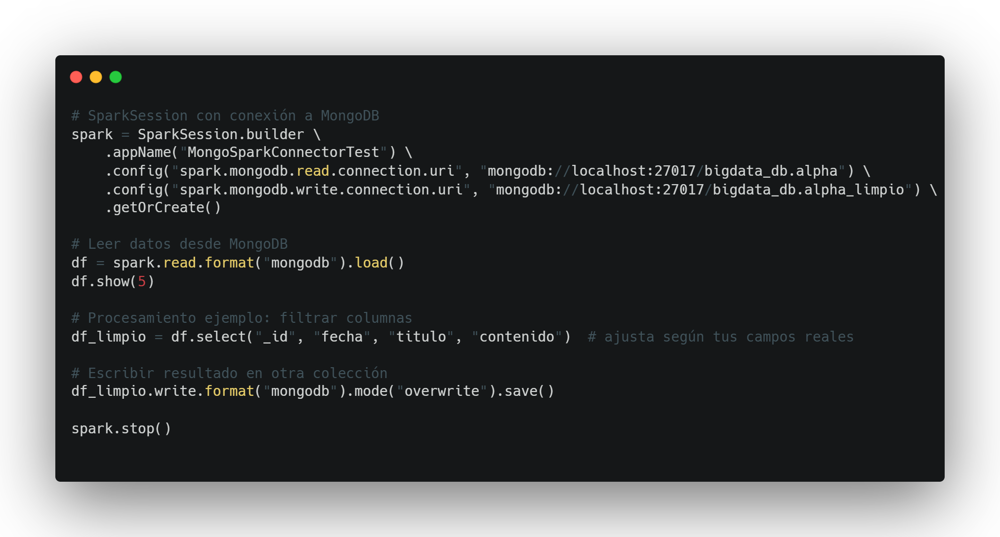 # SparkSession con conexión a MongoDB
spark = SparkSession.builder \
    .appName("MongoSparkConnectorTest") \
    .config("spark.mongodb.read.connection.uri", "mongodb://localhost:27017/bigdata_db.alpha") \
    .config("spark.mongodb.write.connection.uri", "mongodb://localhost:27017/bigdata_db.alpha_limpio") \
    .getOrCreate()

# Leer datos desde MongoDB
df = spark.read.format("mongodb").load()
df.show(5)

# Procesamiento ejemplo: filtrar columnas
df_limpio = df.select("_id", "fecha", "titulo", "contenido")  # ajusta según tus campos reales

# Escribir resultado en otra colección
df_limpio.write.format("mongodb").mode("overwrite").save()

spark.stop()